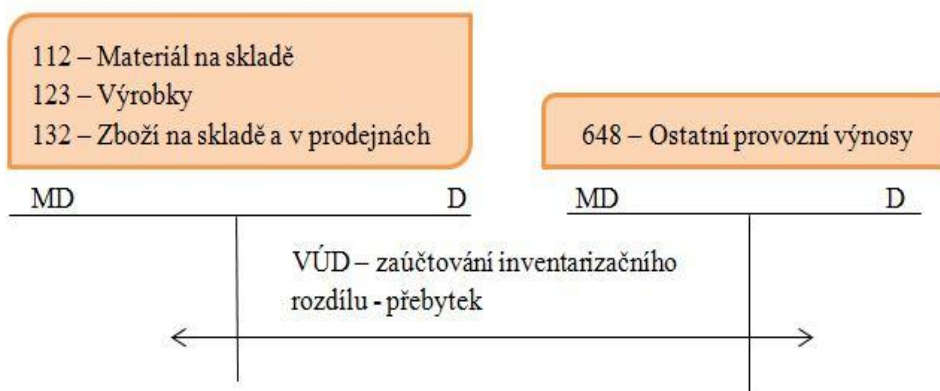 112 – Materiál na skladě
123 – Výrobky
132 – Zboží na skladě a v prodejnách
648 – Ostatní provozní výnosy
MD D MD D
VÚD – zaúčtování inventarizačního
rozdílu - přebytek